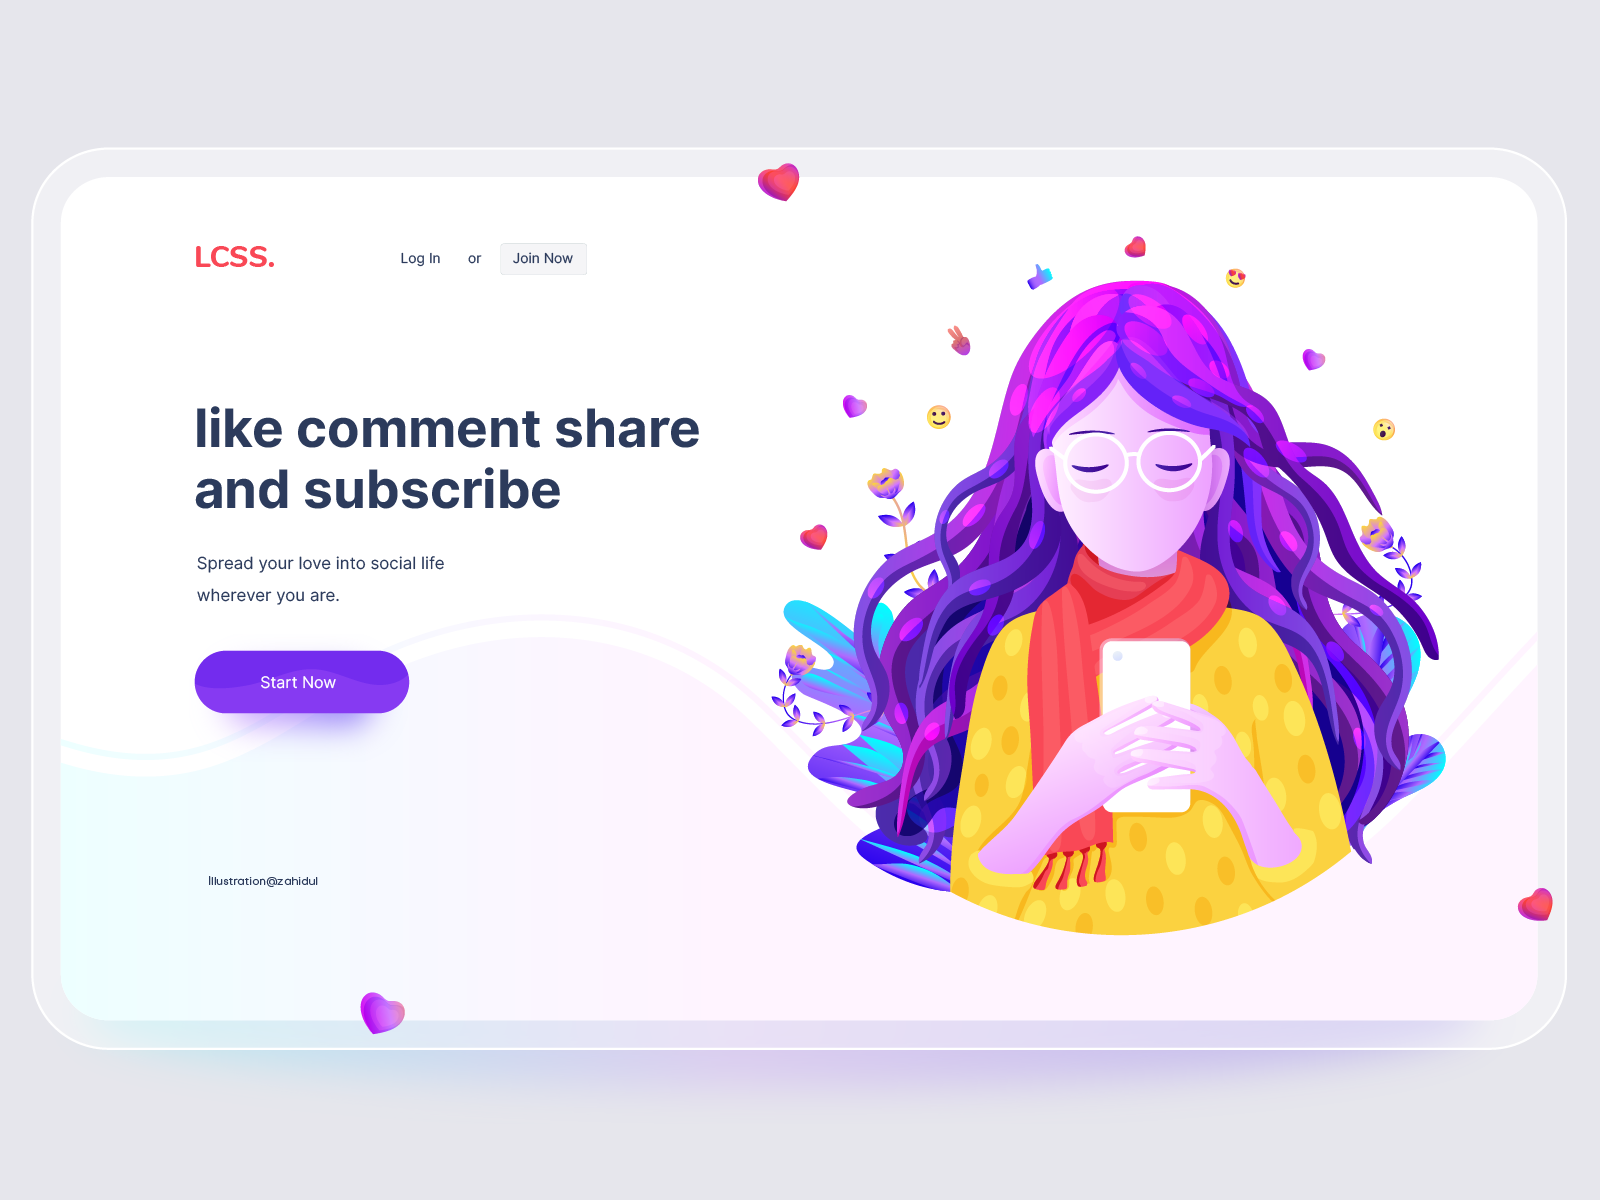 LCSS.
Log In or Join Now
like comment share
and subscribe
Spread your love into social life
wherever you are.
Start Now
Illustration@zahidul